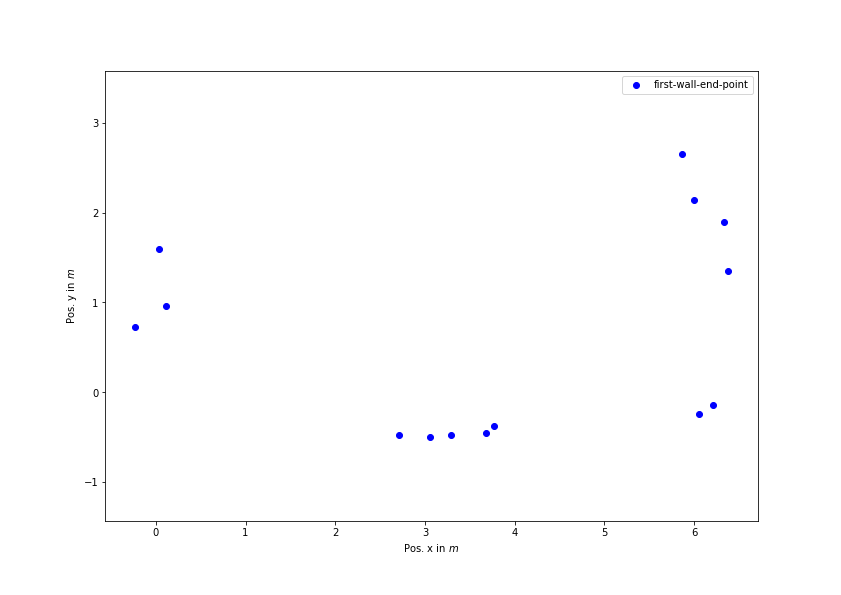 first-wall-end-point
3
2
1
0
−1
Pos. y in m
0 1 2 3 4 5 6
Pos. x in m